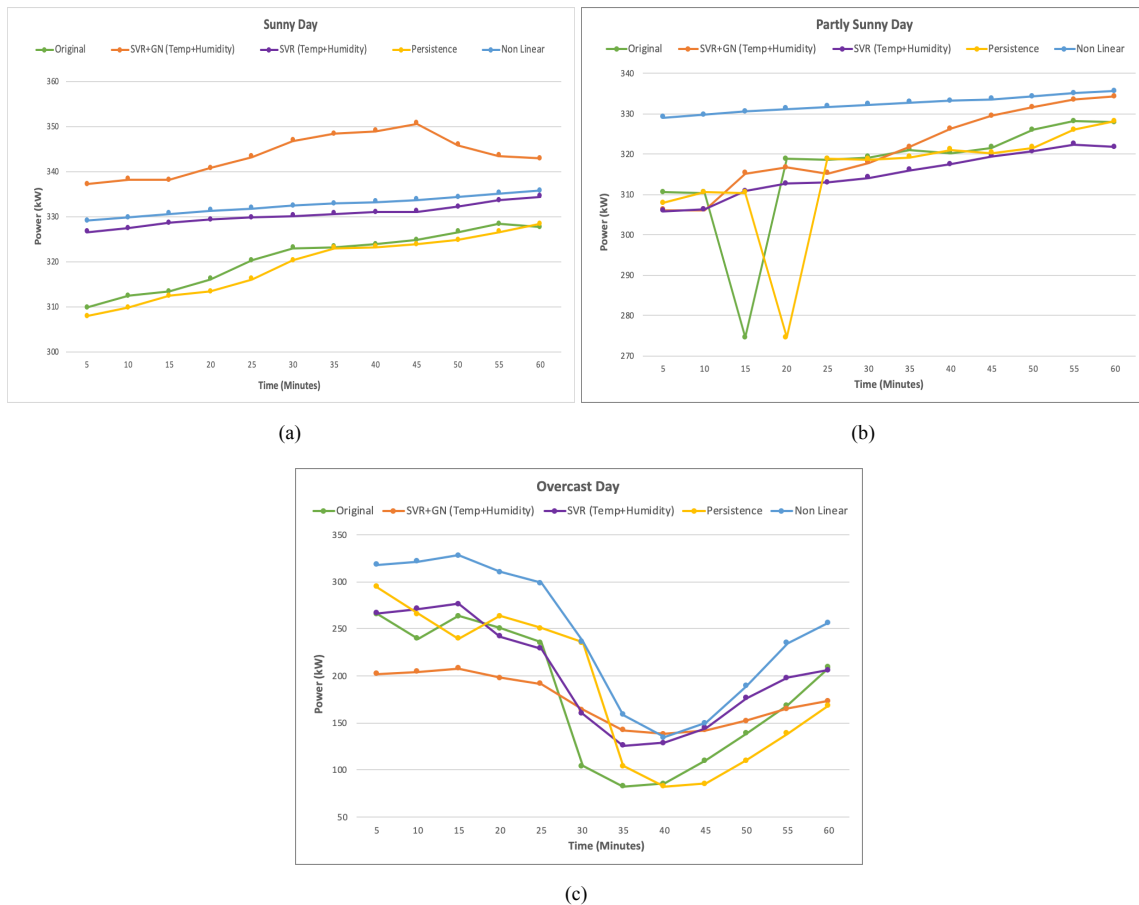 Sunny Day
Original SVR+GN (Temp+Humidity) SVR (Temp+Humidity) Persistence Non Linear
360
350
340
330
320
310
300
Power (kW)
5 10 15 20 25 30 35 40 45 50 55 60
Time (Minutes)
(a)
Partly Sunny Day
Original SVR+GN (Temp+Humidity) SVR (Temp+Humidity) Persistence Non Linear
340
330
320
310
300
290
280
270
Power (kW)
5 10 15 20 25 30 35 40 45 50 55 60
Time (Minutes)
(b)
Overcast Day
Original SVR+GN (Temp+Humidity) SVR (Temp+Humidity) Persistence Non Linear
350
300
250
200
150
100
50
Power (kW)
5 10 15 20 25 30 35 40 45 50 55 60
Time (Minutes)
(c)